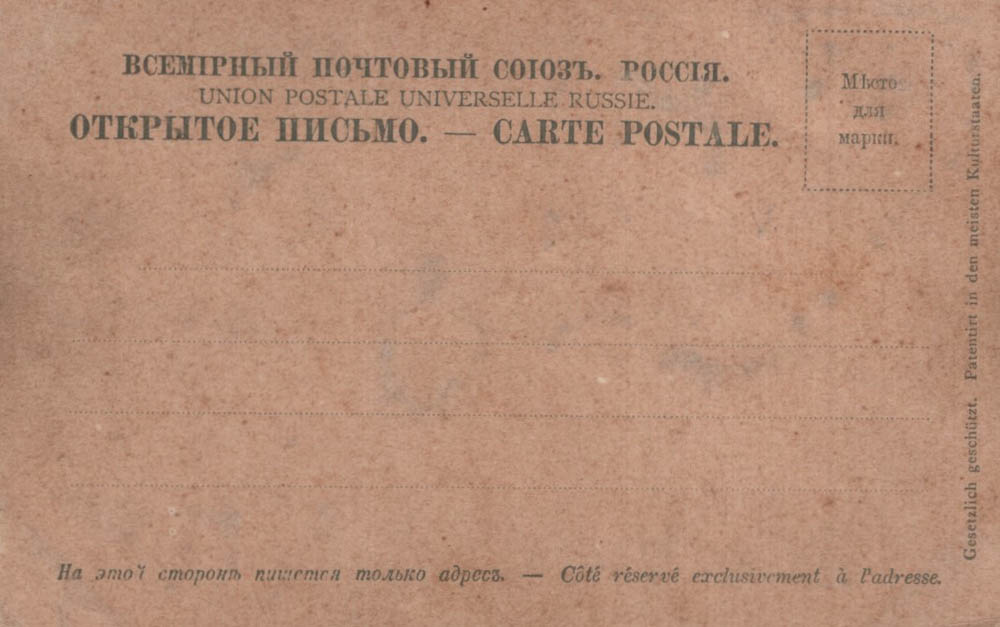 ВСЕМІРНЫЙ ПОЧТОВЫЙ СОЮЗЪ. РОССІЯ.
UNION POSTALE UNIVERSELLE RUSSIE.
ОТКРЫТОЕ ПИСЬМО. — CARTE POSTALE.
Мѣсто
для
марки.
На этой сторонѣ пишется только адресъ. — Côté réservé exclusivement à l'adresse.
Gesetzlich geschützt. Patentirt in den meisten Kulturstaaten.